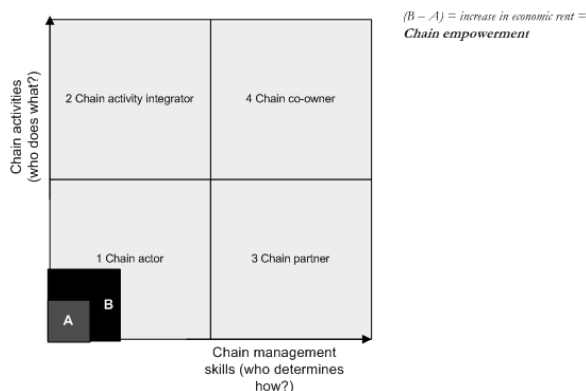 (B – A) = increase in economic rent =
Chain empowerment
Chain activities
(who does what?)
2 Chain activity integrator
4 Chain co-owner
1 Chain actor
3 Chain partner
B
A
Chain management
skills (who determines
how?)